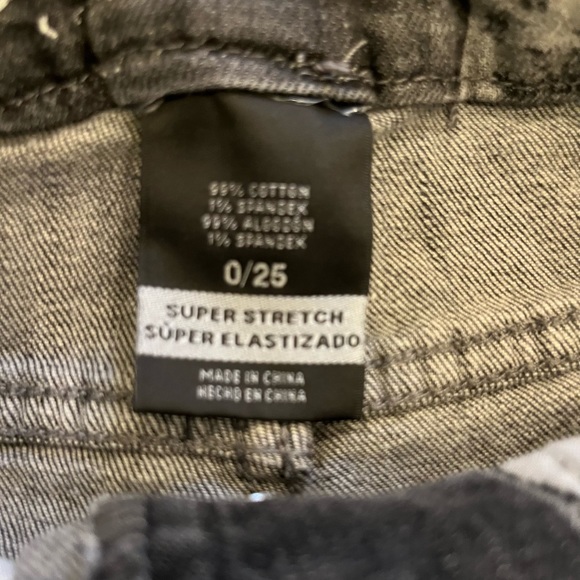 99% COTTON
1% SPANDEX
99% ALGODÓN
1% SPANDEX
0/25
SUPER STRETCH
SÚPER ELASTIZADO
MADE IN CHINA
HECHO EN CHINA